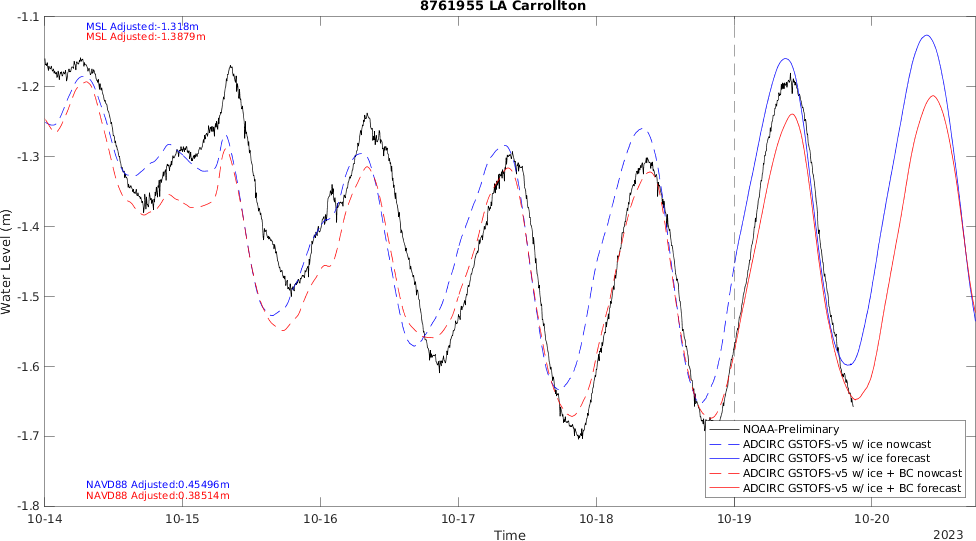 8761955 LA Carrollton
MSL Adjusted:-1.318m
MSL Adjusted:-1.3879m
-1.1
-1.2
-1.3
-1.4
-1.5
-1.6
-1.7
-1.8
Water Level (m)
NOAA-Preliminary
ADCIRC GSTOFS-v5 w/ ice nowcast
ADCIRC GSTOFS-v5 w/ ice forecast
ADCIRC GSTOFS-v5 w/ ice + BC nowcast
ADCIRC GSTOFS-v5 w/ ice + BC forecast
NAVD88 Adjusted:0.45496m
NAVD88 Adjusted:0.38514m
10-14 10-15 10-16 10-17 10-18 10-19 10-20
Time
2023